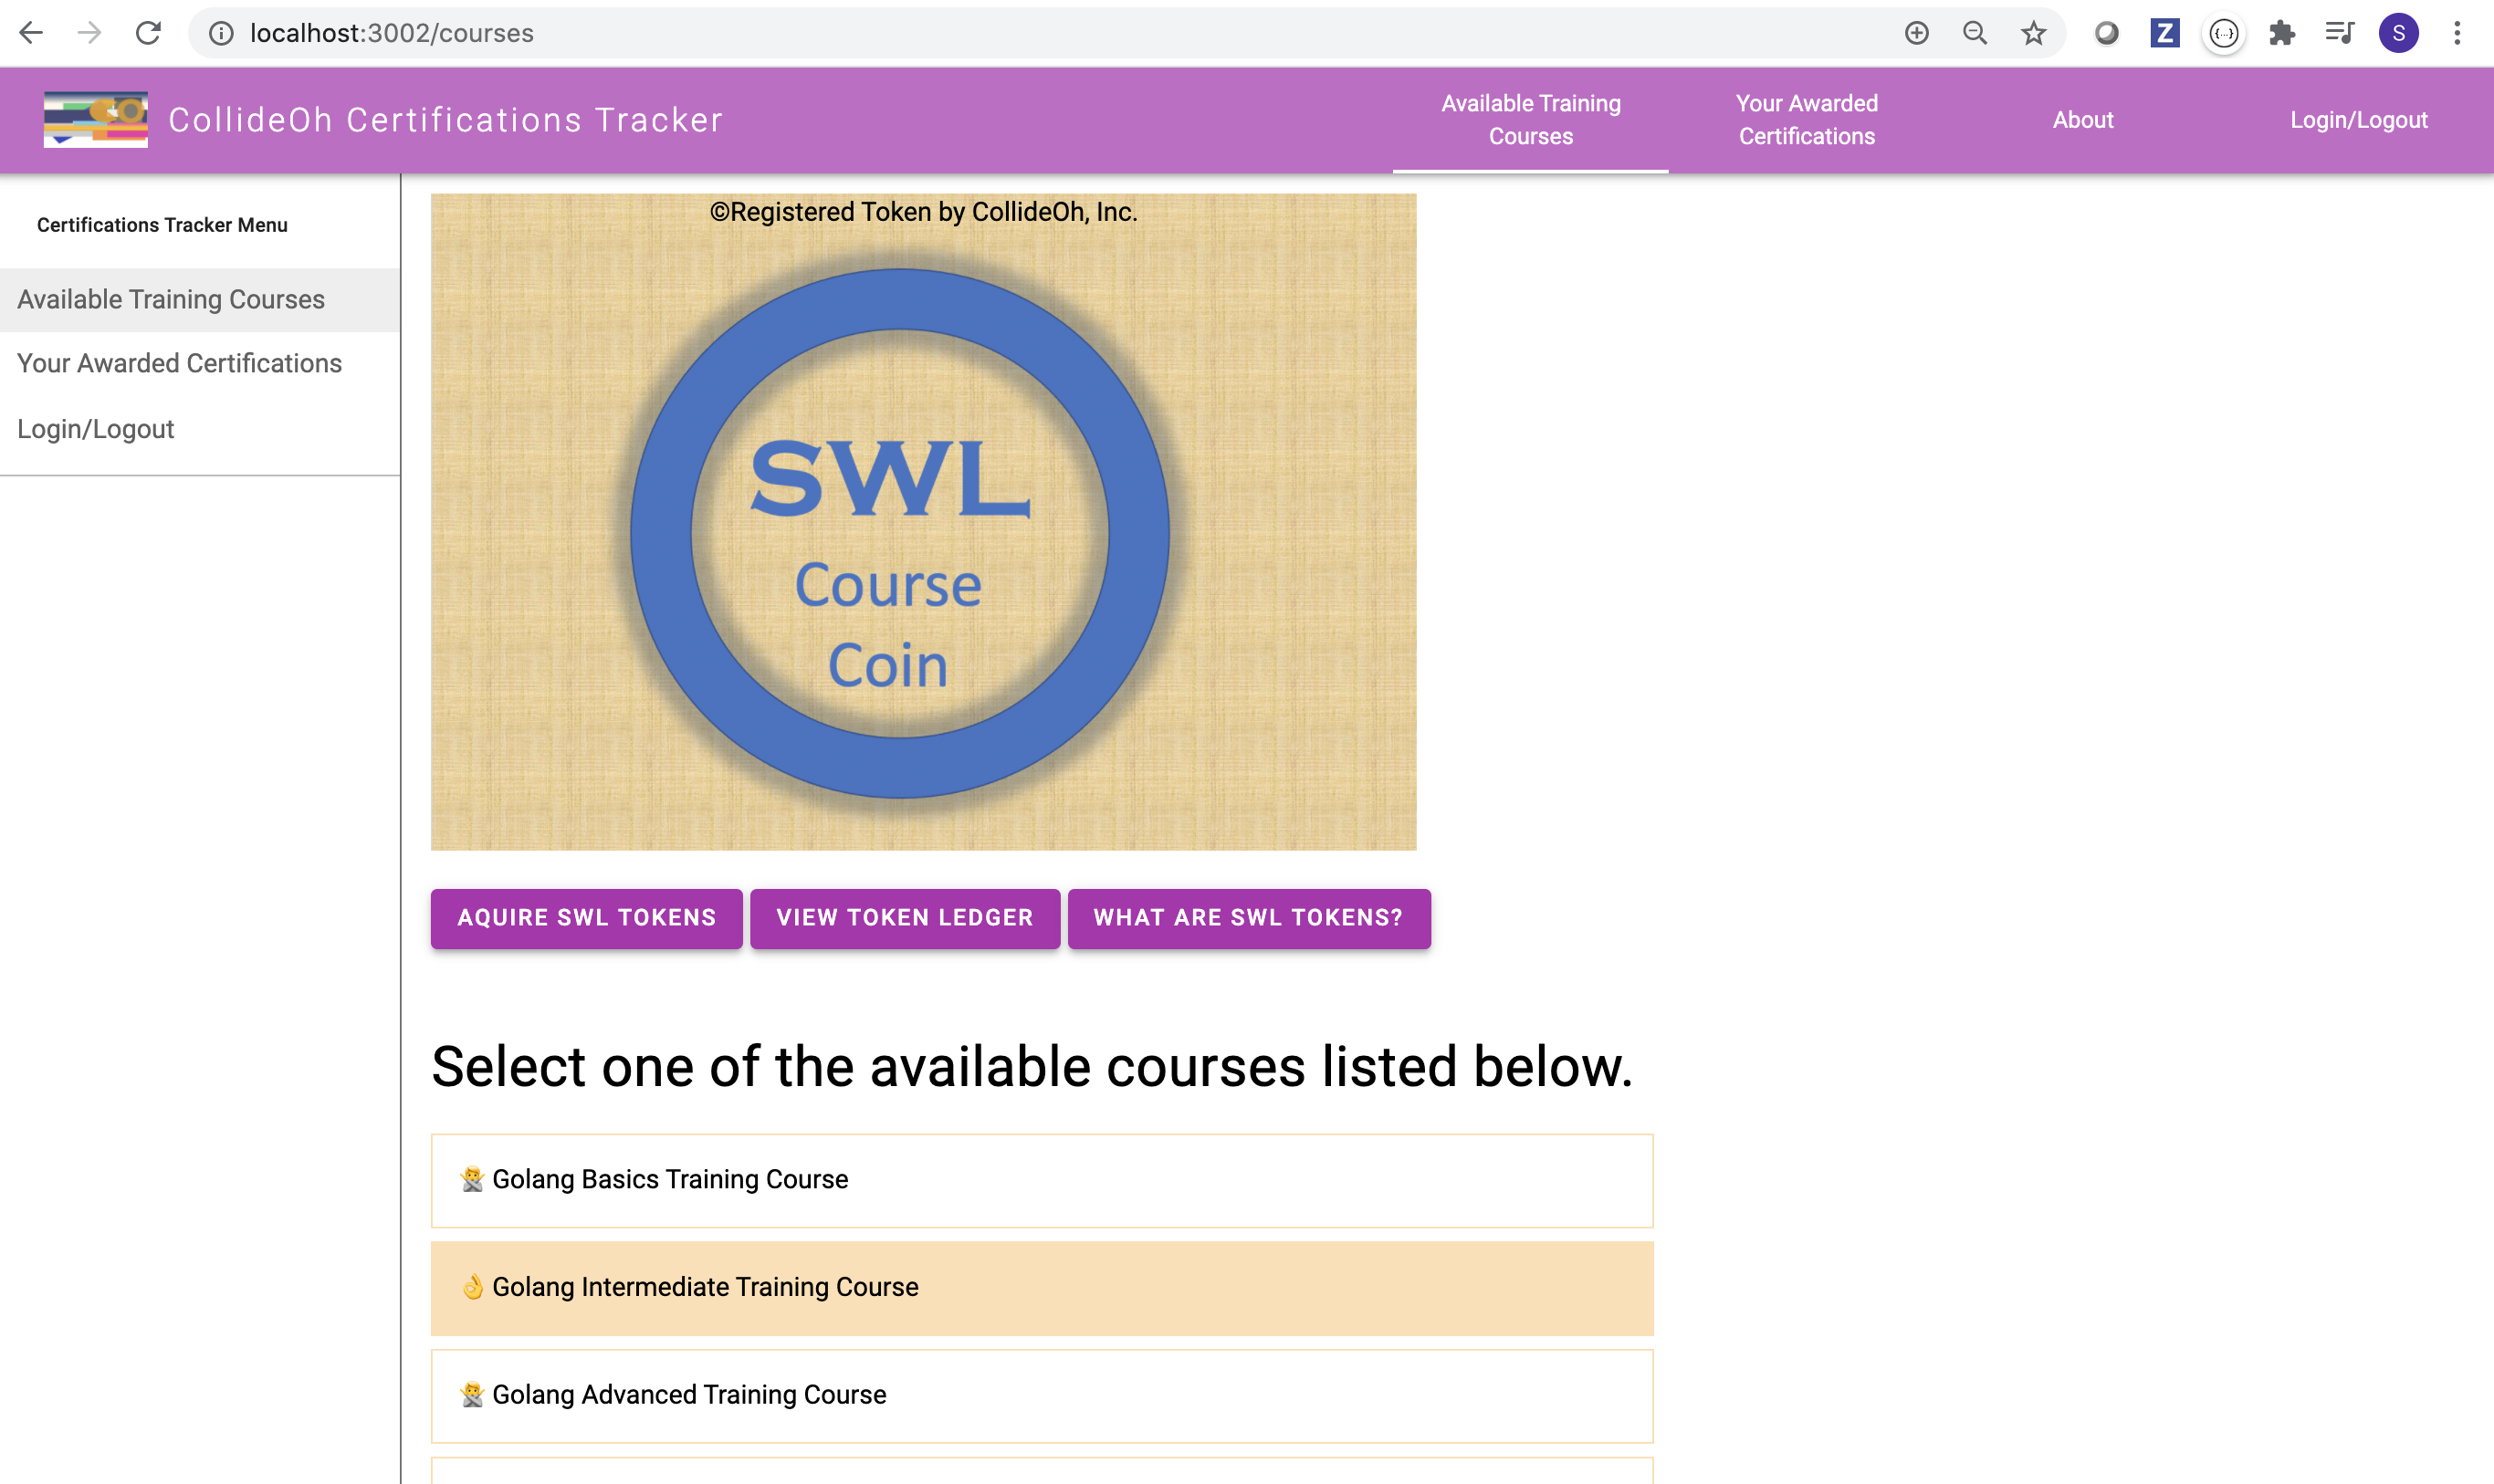 localhost:3002/courses
Z
{...}
S
CollideOh Certifications Tracker
Available Training
Courses
Your Awarded
Certifications
About
Login/Logout
Certifications Tracker Menu
Available Training Courses
Your Awarded Certifications
Login/Logout
©Registered Token by CollideOh, Inc.
SWL
Course
Coin
AQUIRE SWL TOKENS
VIEW TOKEN LEDGER
WHAT ARE SWL TOKENS?
Select one of the available courses listed below.
🙅 Golang Basics Training Course
👌 Golang Intermediate Training Course
🙅 Golang Advanced Training Course